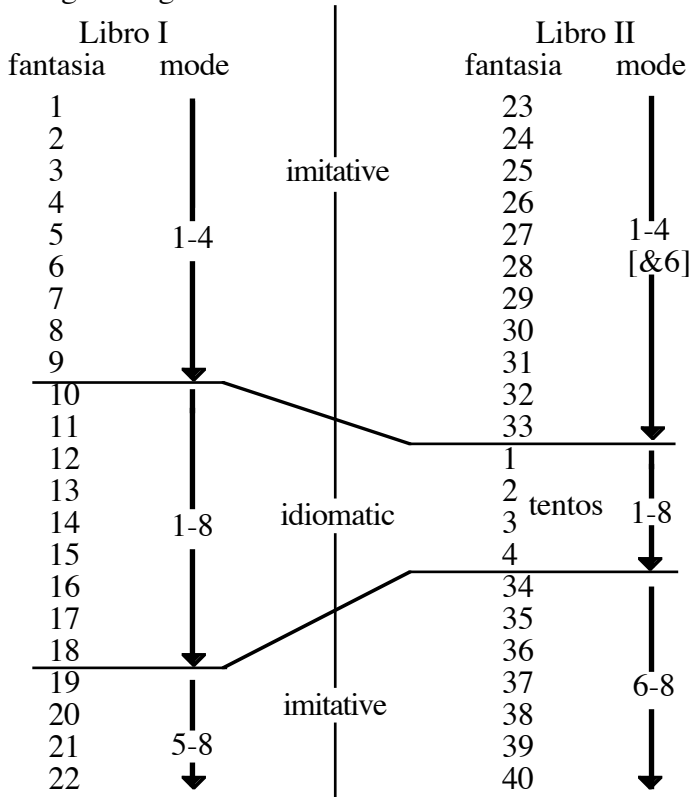 Libro I Libro II
fantasia mode fantasia mode
1 23
2 24
3 imitative 25
4 26
5 1-4 27 1-4
6 28 [&6]
7 29
8 30
9 31
10 32
11 33
12 1
13 2 tentos
14 1-8 idiomatic 3 1-8
15 4
16 34
17 35
18 36
19 37 6-8
20 imitative 38
21 5-8 39
22 40